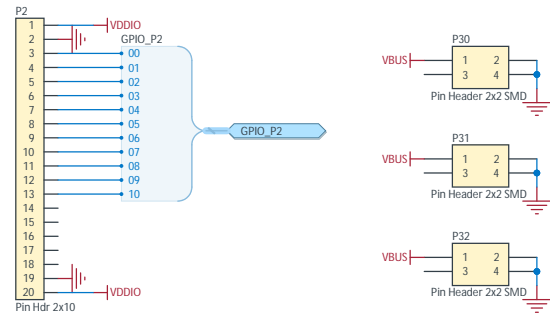 P2
1 VDDIO
2
GPIO_P2
3 00
4 01
5 02
6 03
7 04
8 05
9 06
10 07
11 08
12 09
13 10
14
15
16
17
18
19
20 VDDIO
Pin Hdr 2x10
GPIO_P2
P30
VBUS 1 2
3 4
Pin Header 2x2 SMD
P31
VBUS 1 2
3 4
Pin Header 2x2 SMD
P32
VBUS 1 2
3 4
Pin Header 2x2 SMD